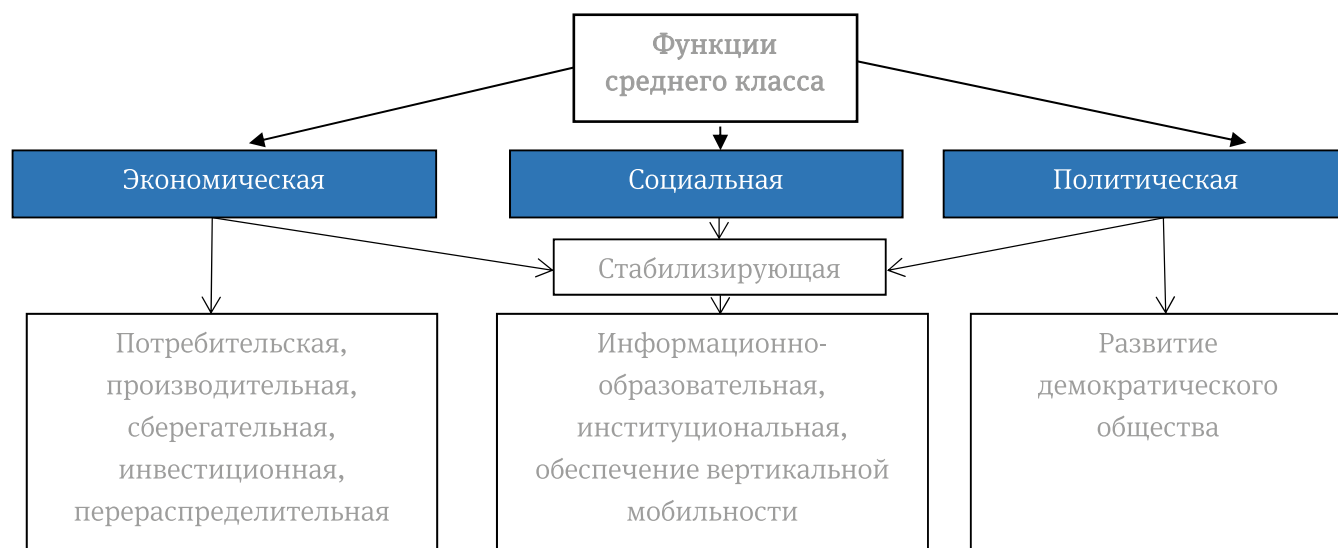 Функции
среднего класса
Экономическая
Социальная
Политическая
Стабилизирующая
Потребительская,
производительная,
сберегательная,
инвестиционная,
перераспределительная
Информационно-
образовательная,
институциональная,
обеспечение вертикальной
мобильности
Развитие
демократического
общества